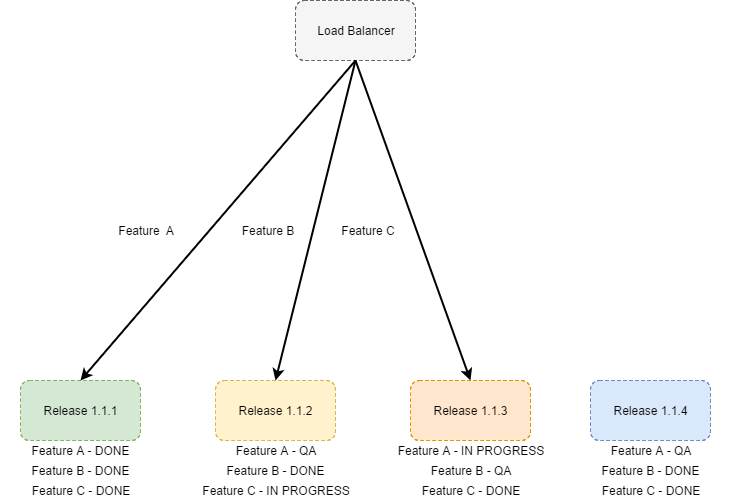 Load Balancer
Feature  A
Feature B
Feature C
Release 1.1.1
Release 1.1.2
Release 1.1.3
Release 1.1.4
Feature A - DONE
Feature B - DONE
Feature C - DONE
Feature A - QA
Feature B - DONE
Feature C - IN PROGRESS
Feature A - IN PROGRESS
Feature B - QA
Feature C - DONE
Feature A - QA
Feature B - DONE
Feature C - DONE